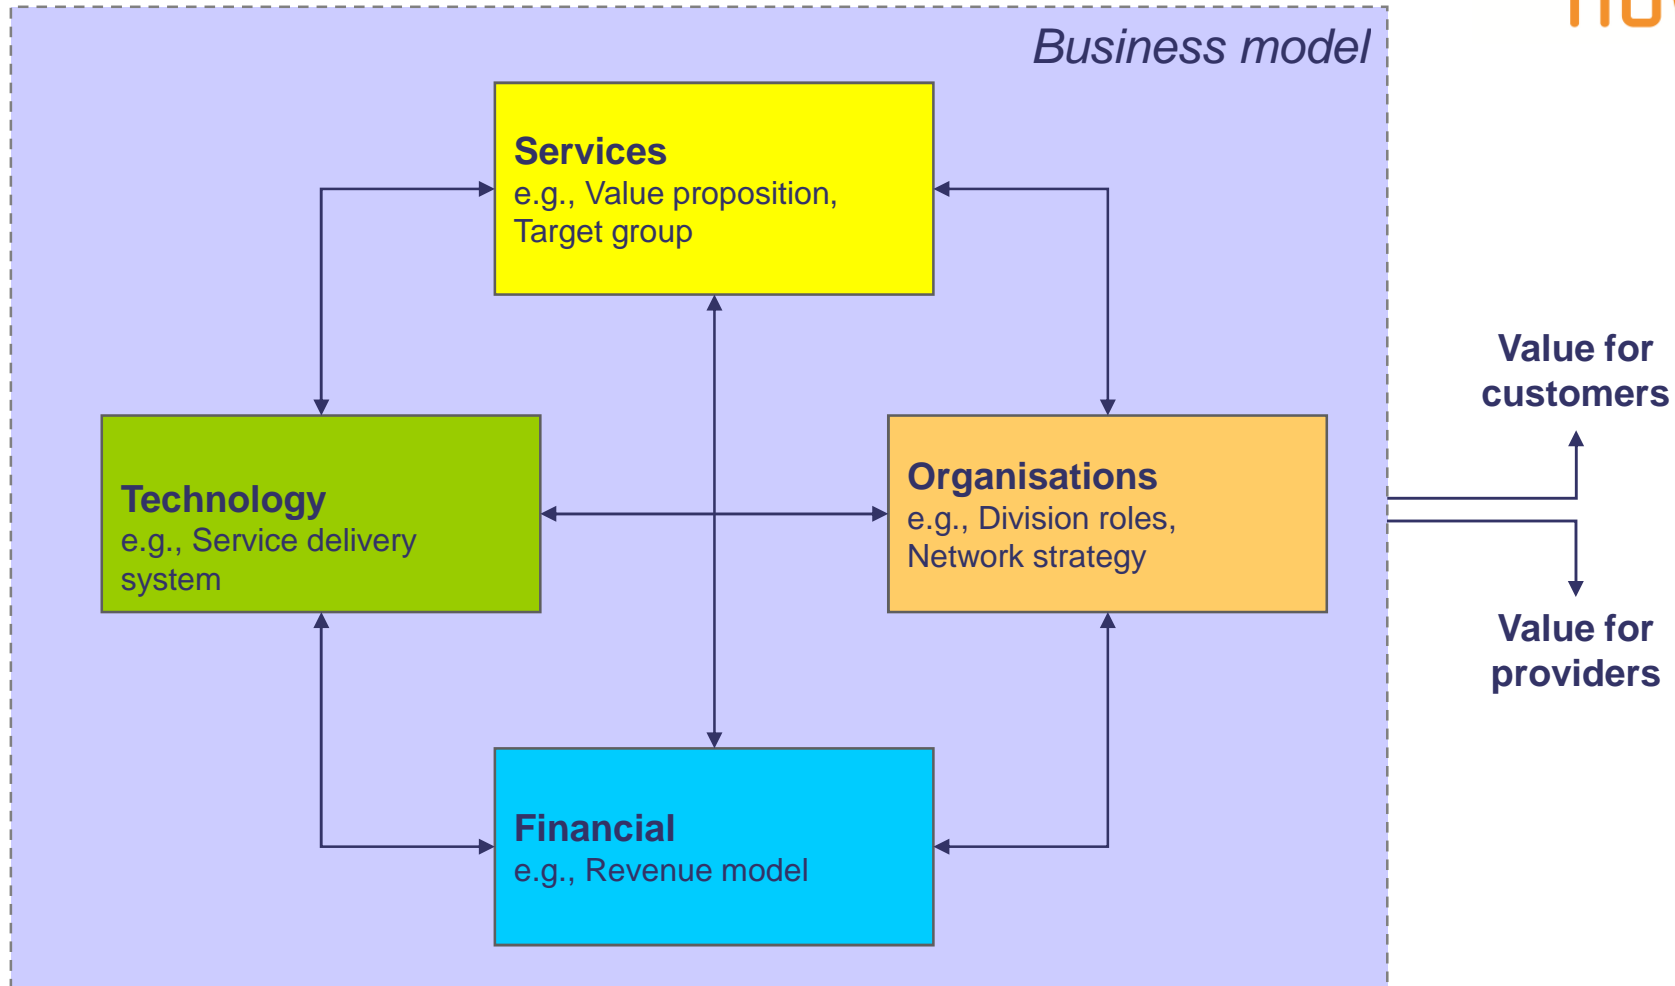 Business model
Services
e.g., Value proposition,
Target group
Value for
customers
Technology
e.g., Service delivery
system
Organisations
e.g., Division roles,
Network strategy
Value for
providers
Financial
e.g., Revenue model